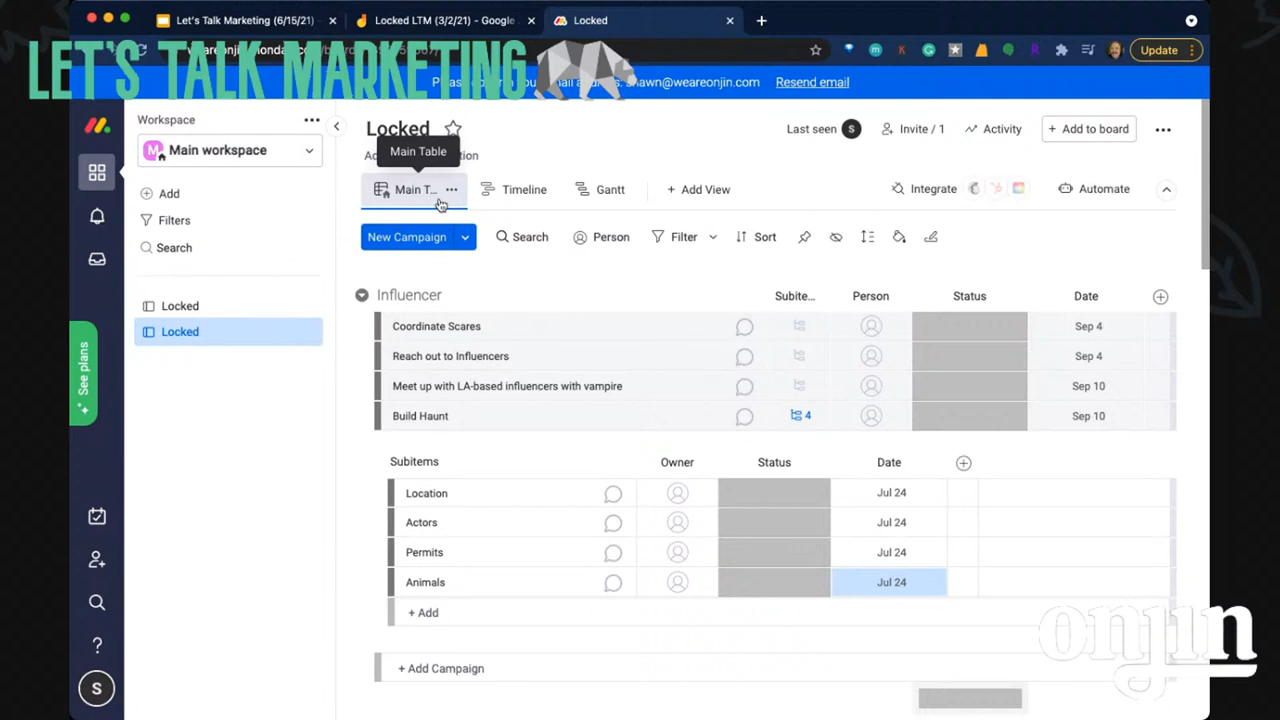 Let's Talk Marketing (6/15/21)
Locked LTM (3/2/21) - Google
Locked
Update
LET'S TALK MARKETING
shawn@weareonjin.com Resend email
Workspace
Main workspace
Add
Filters
Search
Locked
Locked
See plans
S
Locked
Last seen S
Invite / 1
Activity
+ Add to board
Main Table
Main T...
Timeline
Gantt
+ Add View
Integrate
Automate
New Campaign
Search
Person
Filter
Sort
Influencer Subite... Person Status Date
Coordinate Scares Sep 4
Reach out to Influencers Sep 4
Meet up with LA-based influencers with vampire Sep 10
Build Haunt 4 Sep 10
Subitems Owner Status Date
Location Jul 24
Actors Jul 24
Permits Jul 24
Animals Jul 24
+ Add
+ Add Campaign
onjin